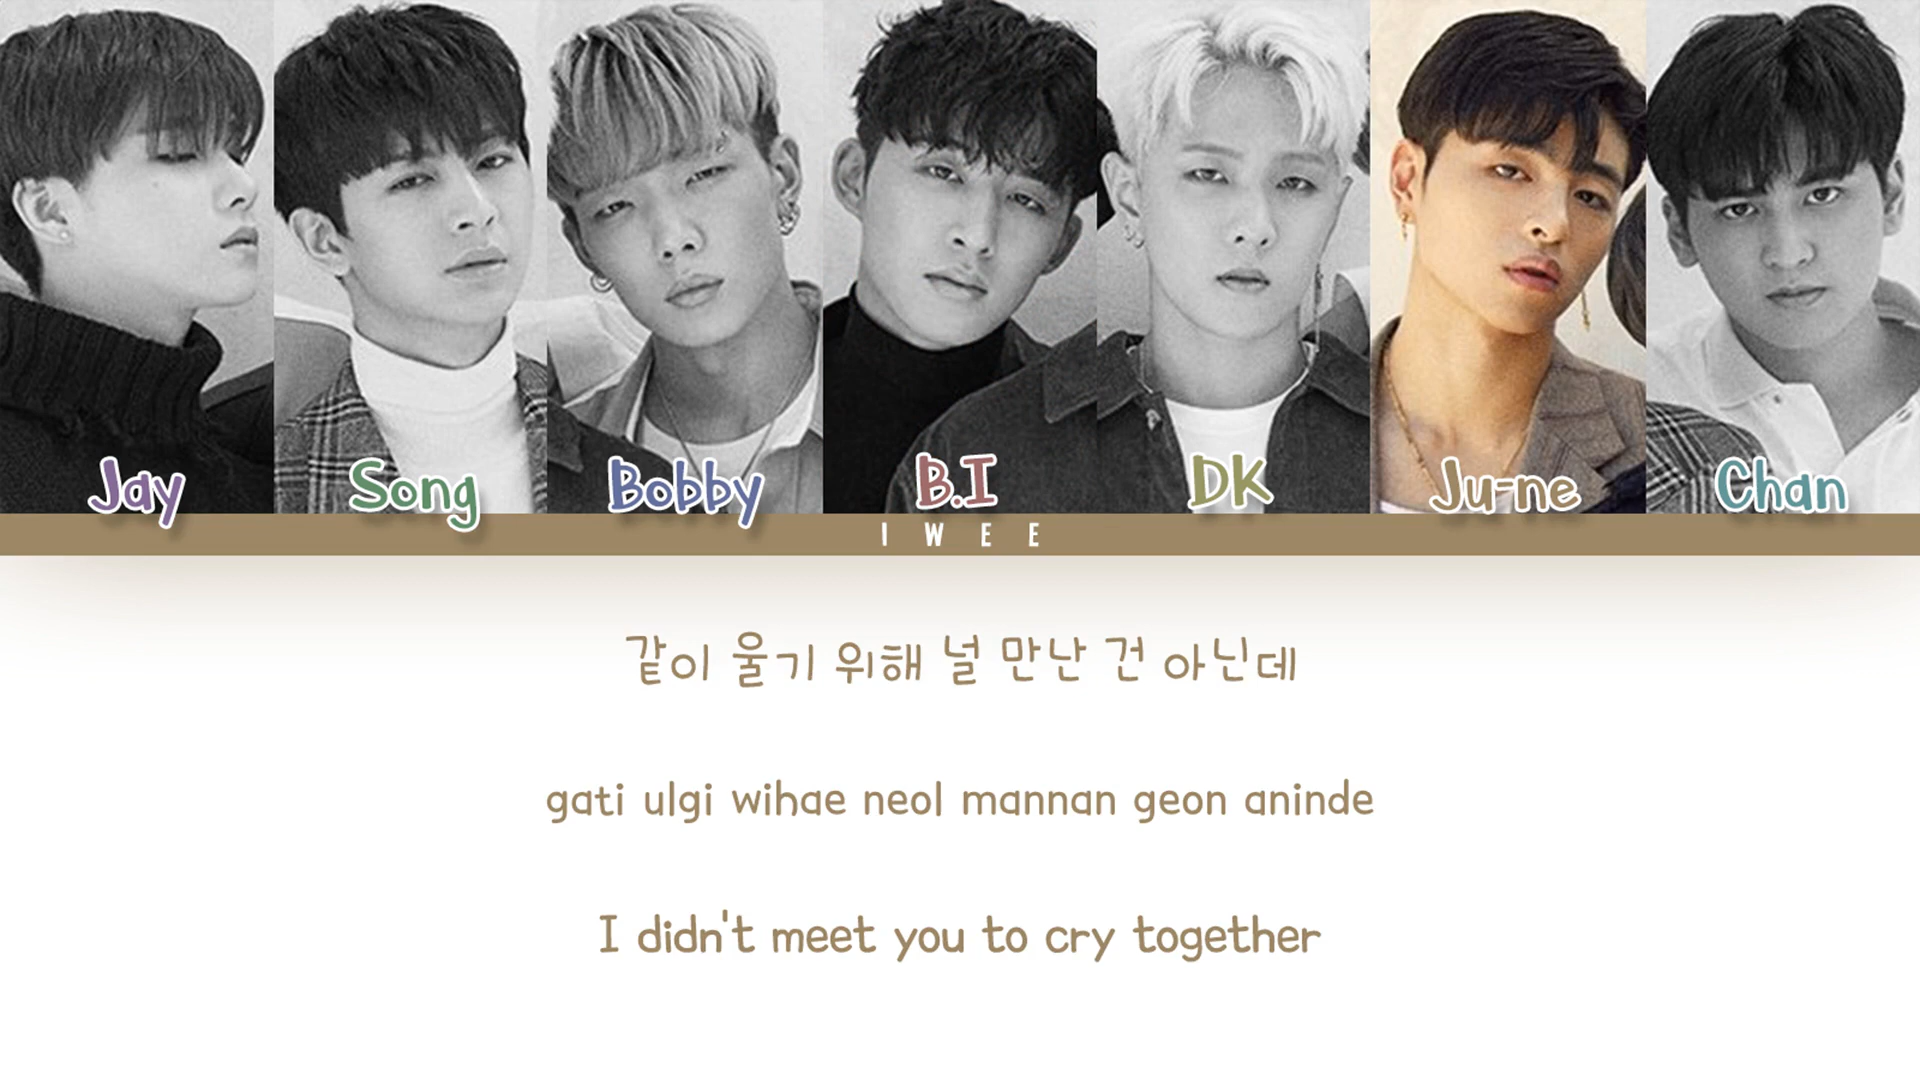 Jay Song Bobby B.I DK Ju-ne Chan
IWEE
같이 울기 위해 널 만난 건 아닌데
gati ulgi wihae neol mannan geon aninde
I didn't meet you to cry together